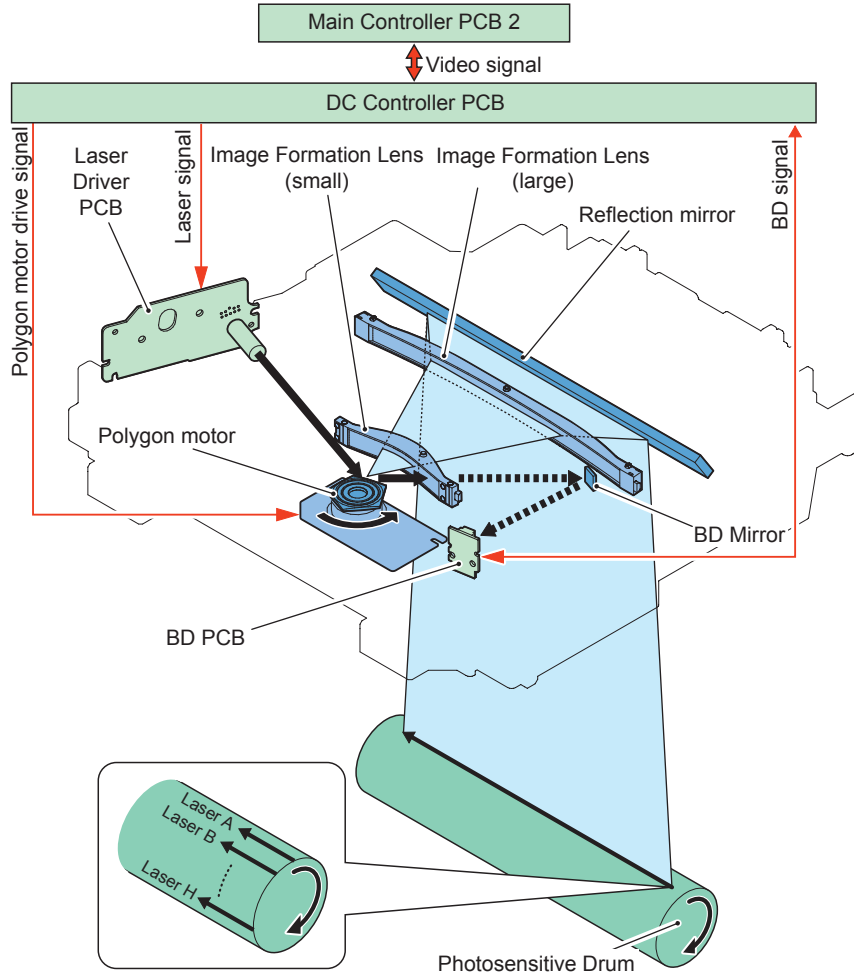 Main Controller PCB 2
Video signal
DC Controller PCB
Polygon motor drive signal
Laser signal
BD signal
Laser
Driver
PCB
Image Formation Lens
(small)
Image Formation Lens
(large)
Reflection mirror
Polygon motor
BD Mirror
BD PCB
Laser A
Laser B
Laser H
Photosensitive Drum